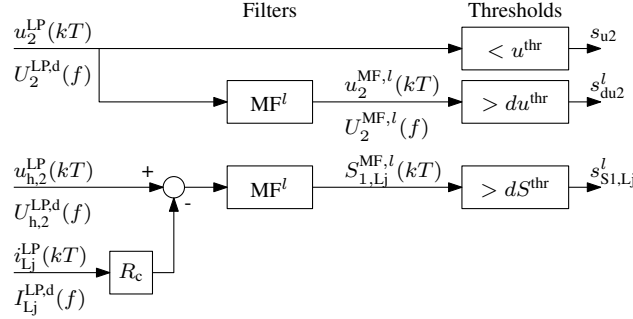 Filters Thresholds
u_2^LP(kT) < u^thr s_u2
U_2^LP,d(f) MF^l u_2^MF,l(kT) > du^thr s_du2^l
U_2^MF,l(f)
u_h,2^LP(kT) + MF^l S_1,Lj^MF,l(kT) > dS^thr s_S1,Lj^l
U_h,2^LP,d(f) -
i_Lj^LP(kT) R_c
I_Lj^LP,d(f)